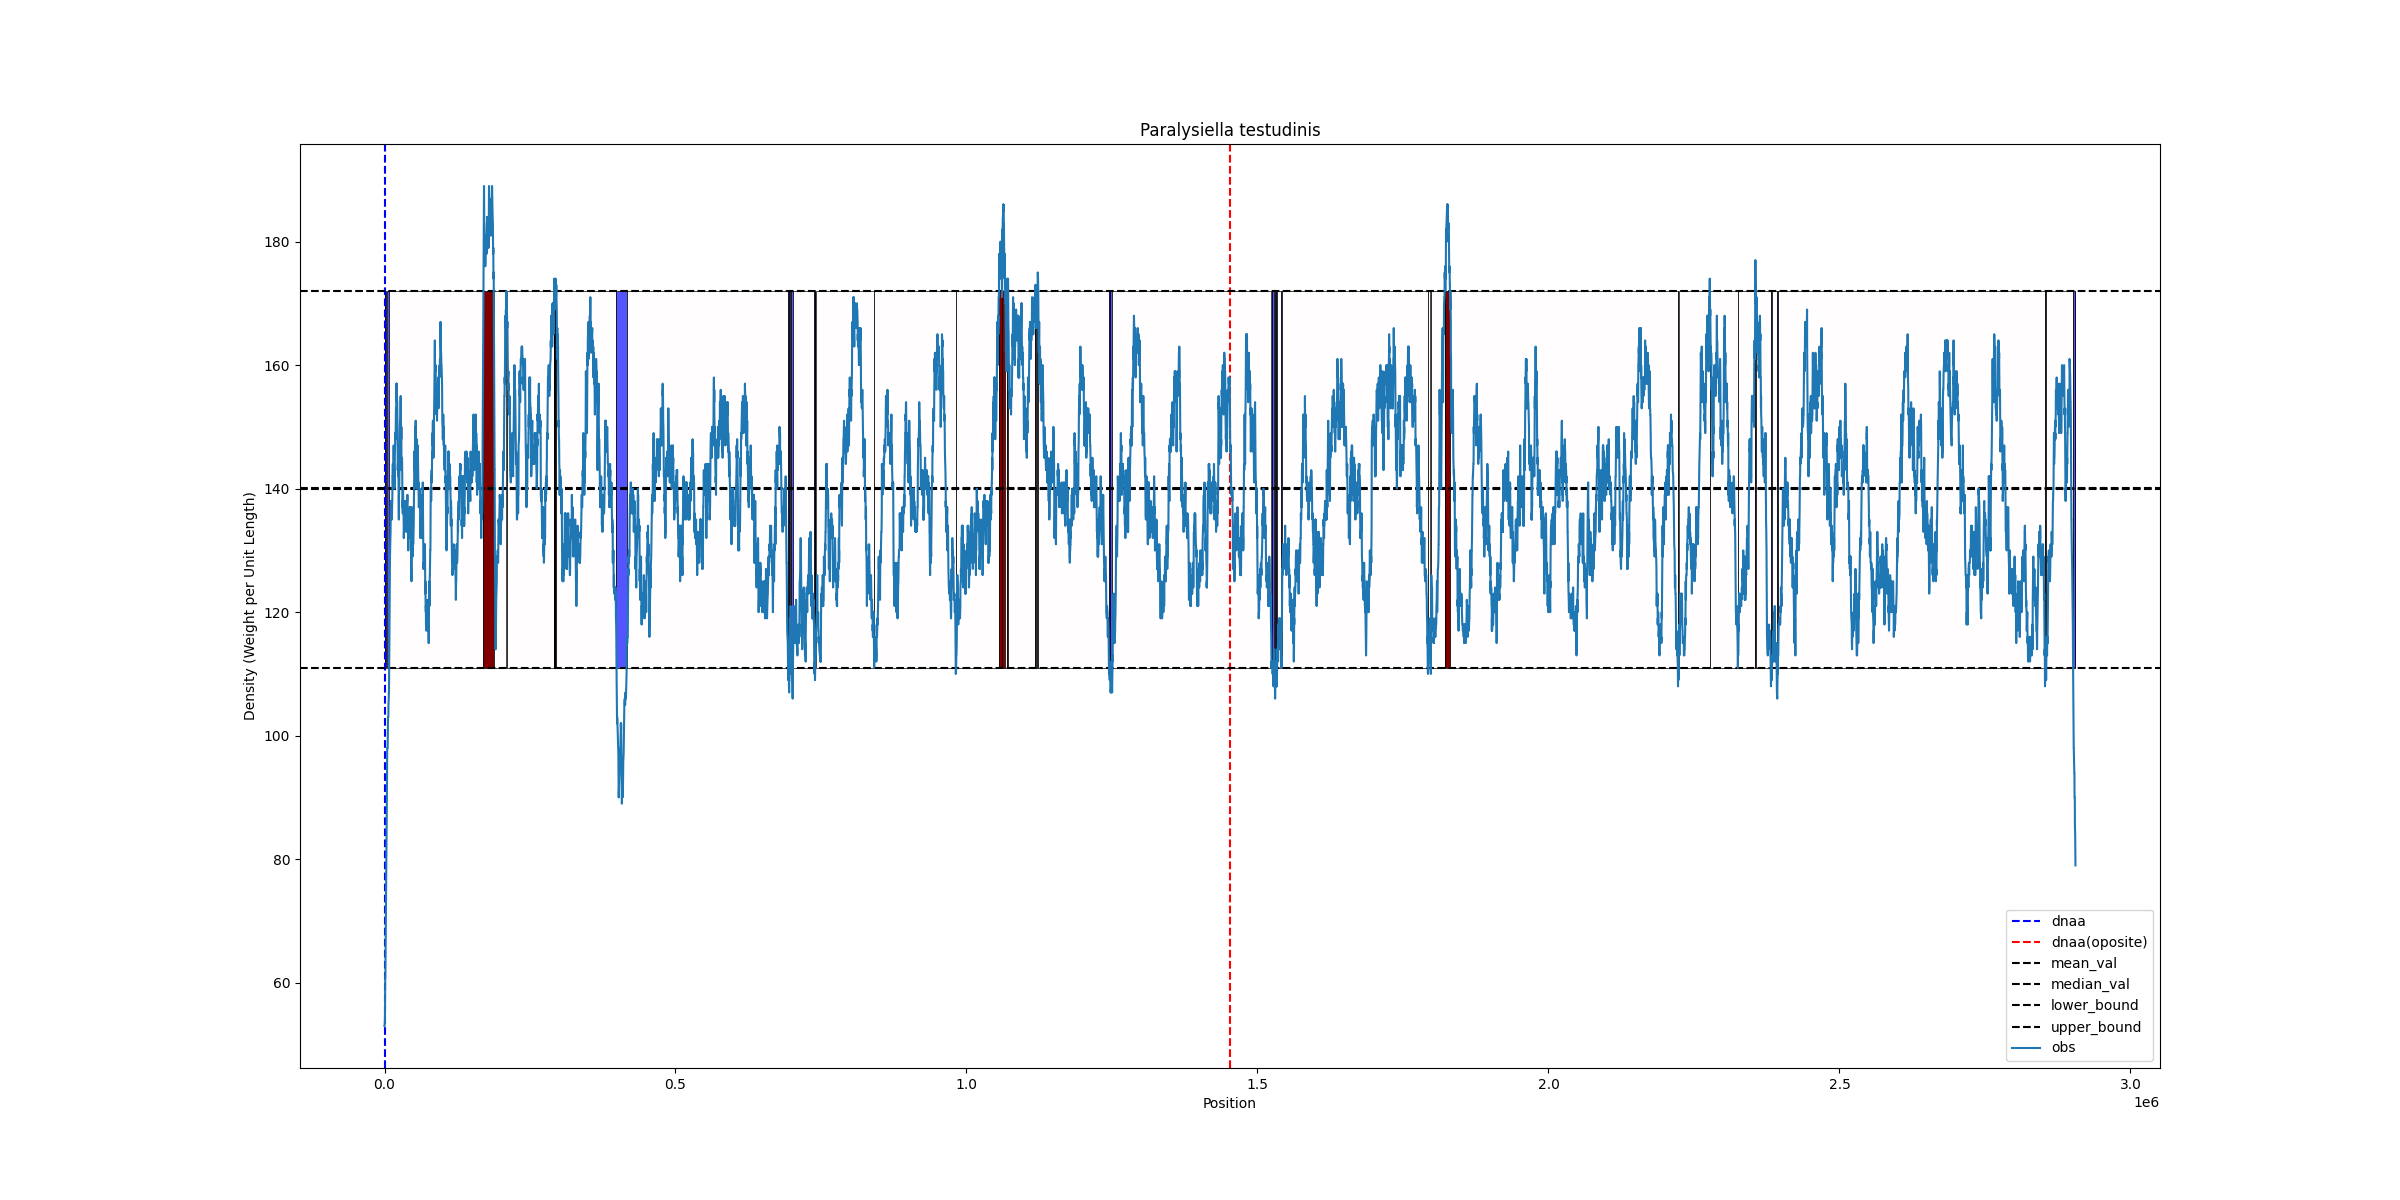 Paralysiella testudinis
Density (Weight per Unit Length)
180
160
140
120
100
80
60
0.0
0.5
1.0
1.5
2.0
2.5
3.0
1e6
Position
dnaa
dnaa(oposite)
mean_val
median_val
lower_bound
upper_bound
obs